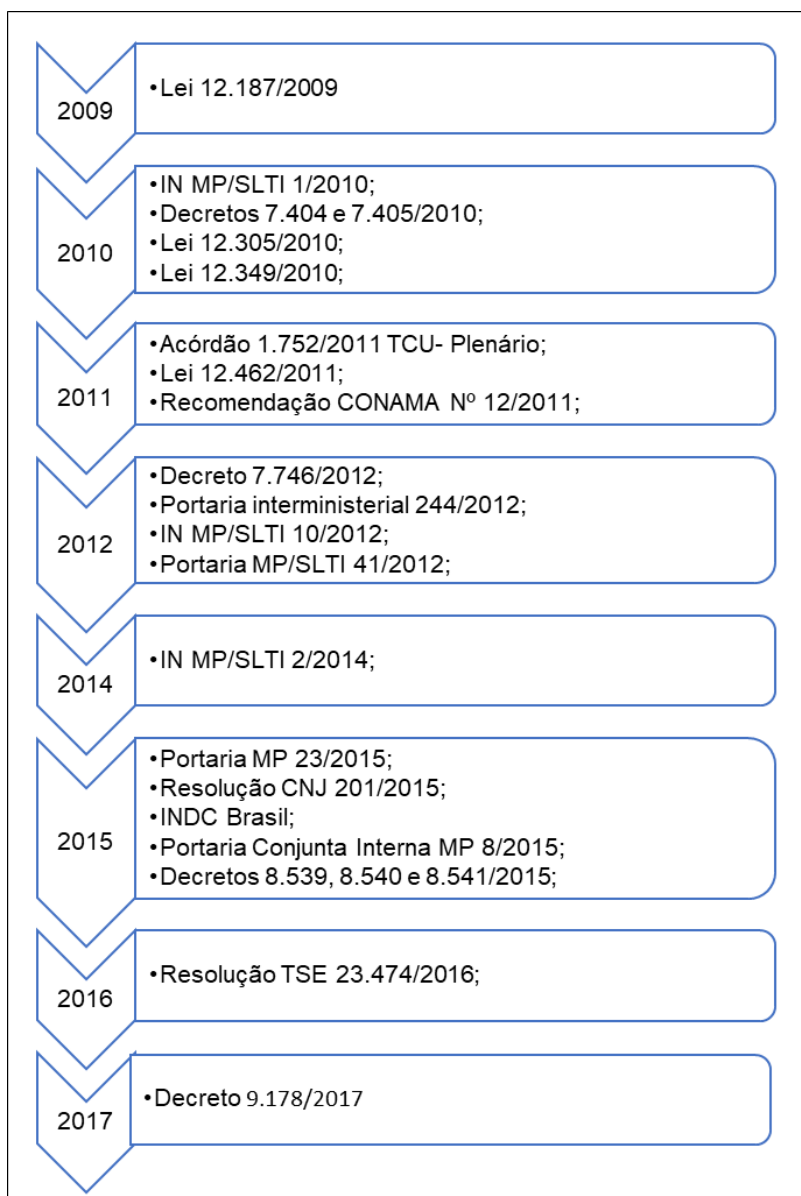 2009
•Lei 12.187/2009
2010
•IN MP/SLTI 1/2010;
•Decretos 7.404 e 7.405/2010;
•Lei 12.305/2010;
•Lei 12.349/2010;
2011
•Acórdão 1.752/2011 TCU- Plenário;
•Lei 12.462/2011;
•Recomendação CONAMA Nº 12/2011;
2012
•Decreto 7.746/2012;
•Portaria interministerial 244/2012;
•IN MP/SLTI 10/2012;
•Portaria MP/SLTI 41/2012;
2014
•IN MP/SLTI 2/2014;
2015
•Portaria MP 23/2015;
•Resolução CNJ 201/2015;
•INDC Brasil;
•Portaria Conjunta Interna MP 8/2015;
•Decretos 8.539, 8.540 e 8.541/2015;
2016
•Resolução TSE 23.474/2016;
2017
•Decreto 9.178/2017